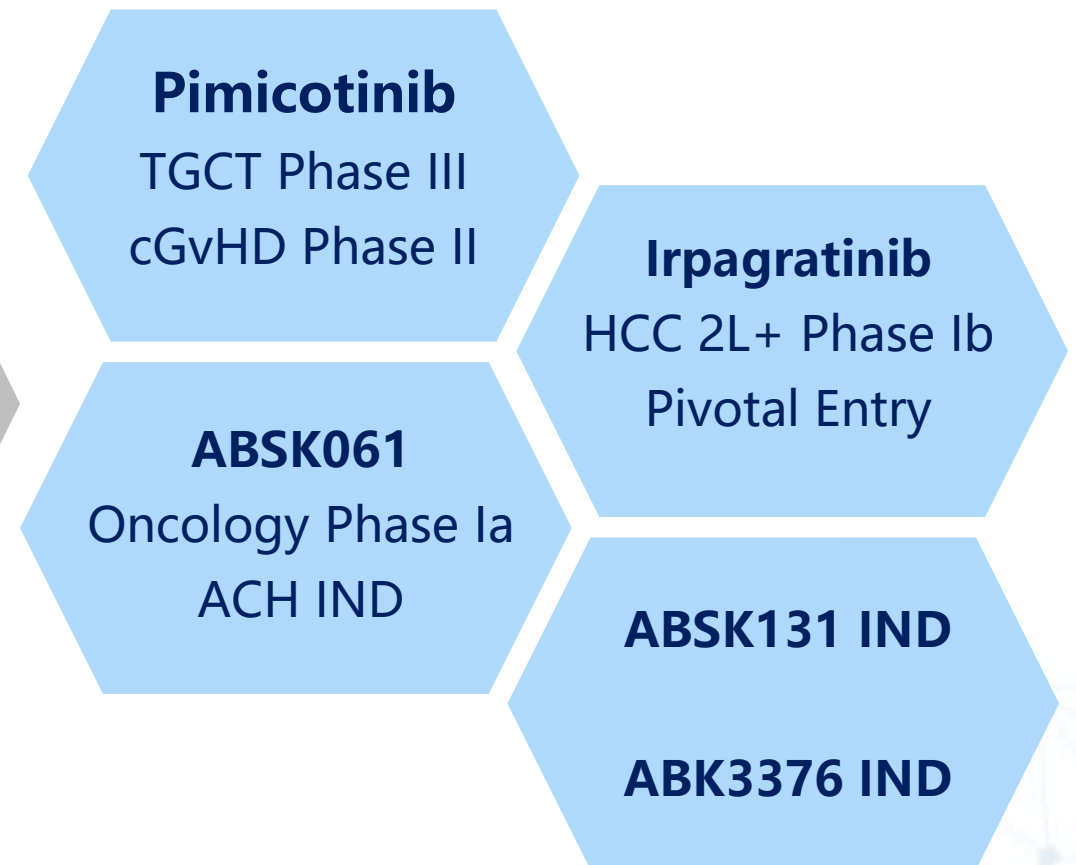 Pimicotinib
TGCT Phase III
cGvHD Phase II
Irpagratinib
HCC 2L+ Phase Ib
Pivotal Entry
ABSK061
Oncology Phase Ia
ACH IND
ABSK131 IND
ABK3376 IND